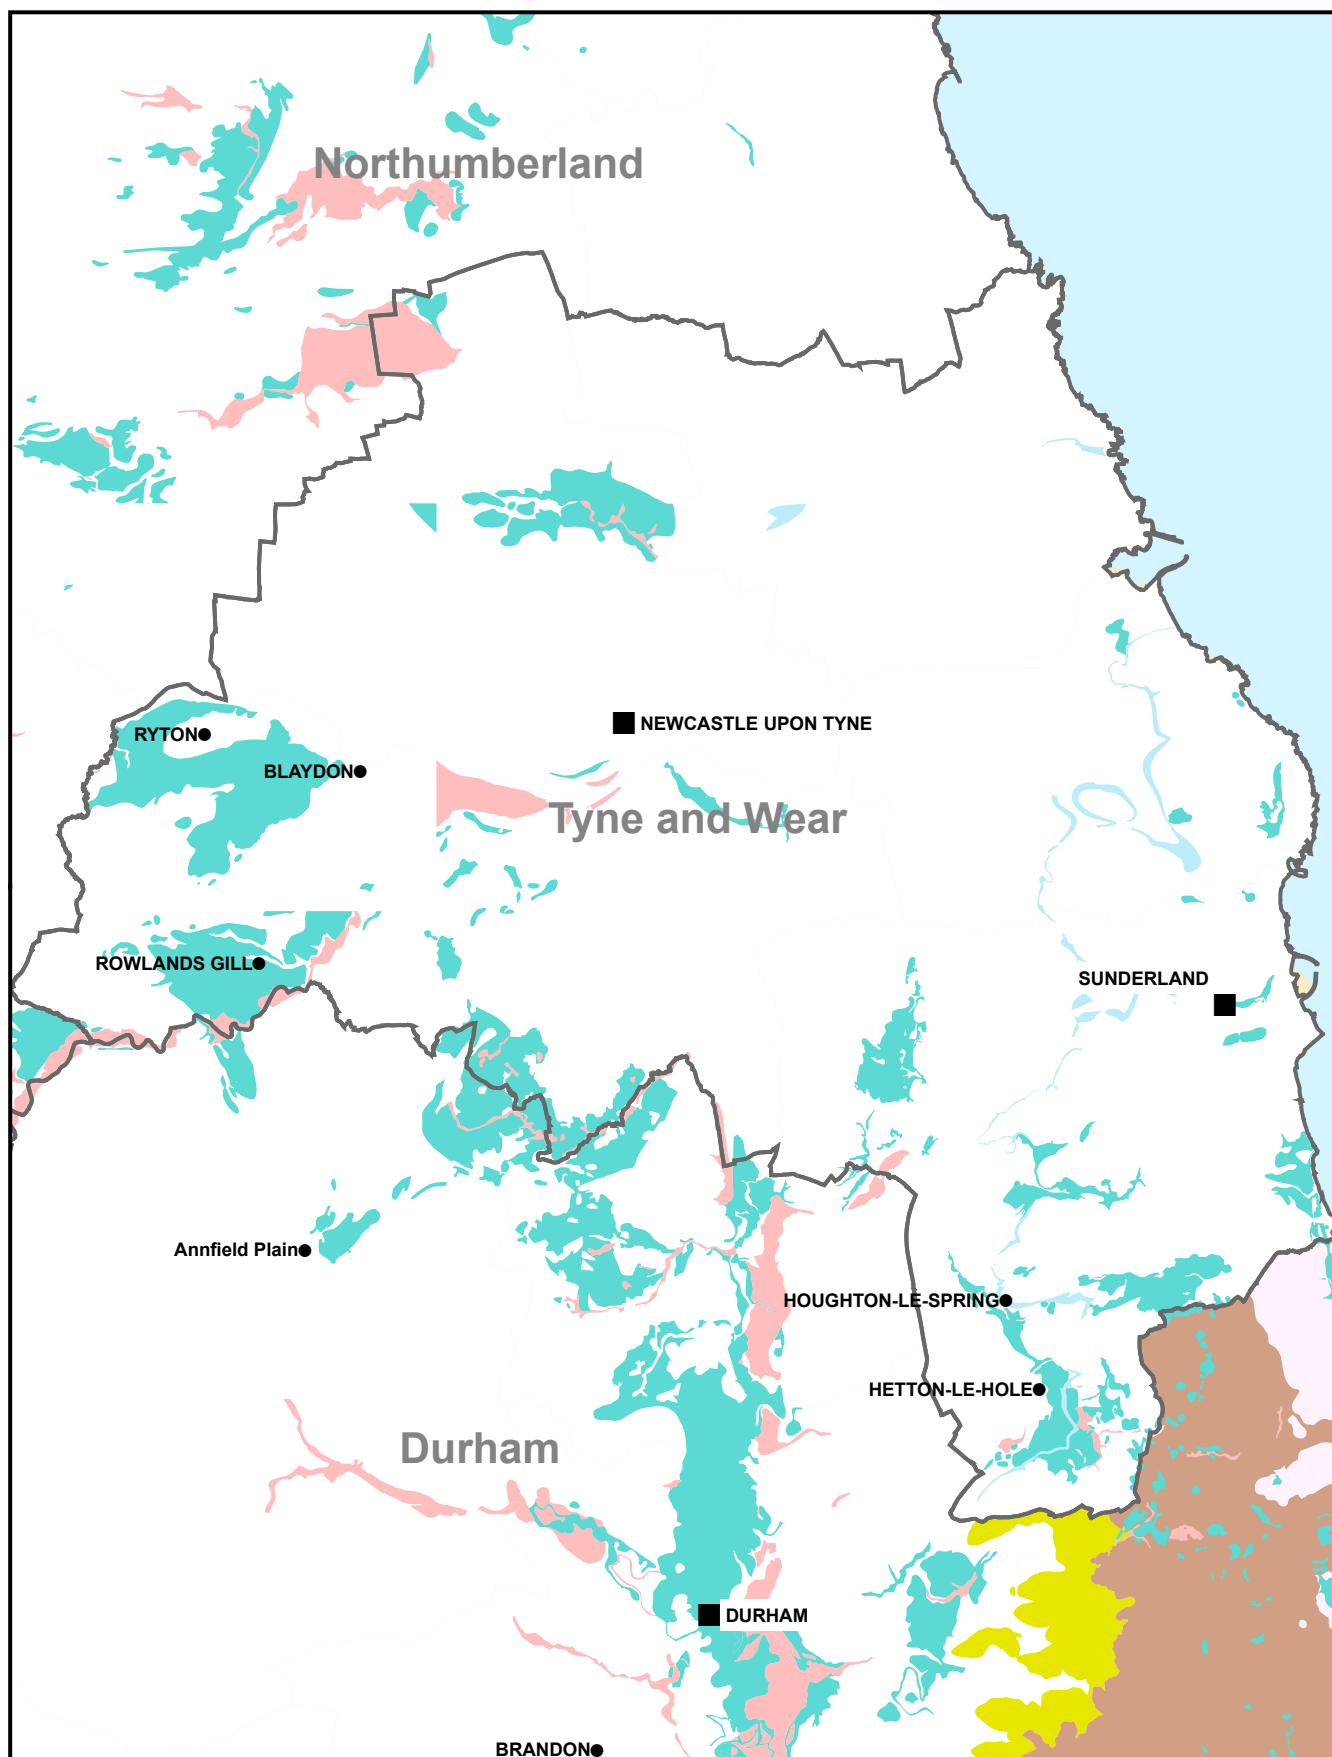 Northumberland
RYTON
NEWCASTLE UPON TYNE
BLAYDON
Tyne and Wear
ROWLANDS GILL
SUNDERLAND
Annfield Plain
HOUGHTON-LE-SPRING
HETTON-LE-HOLE
Durham
DURHAM
BRANDON